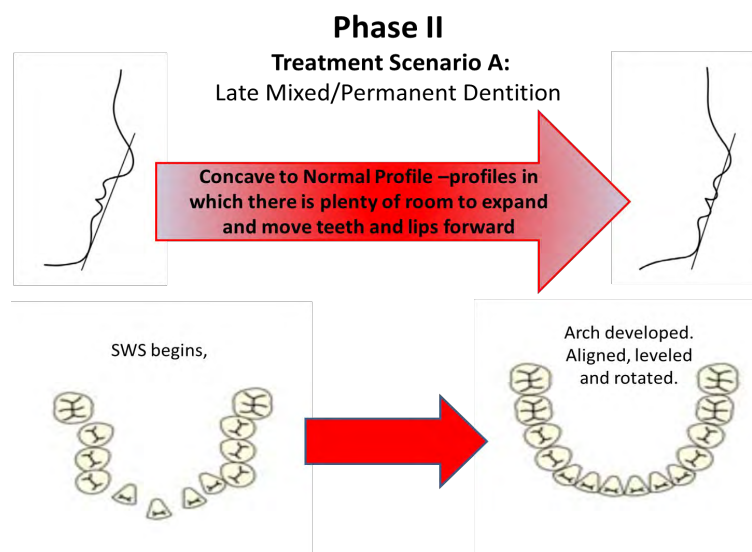 Phase II
Treatment Scenario A:
Late Mixed/Permanent Dentition
Concave to Normal Profile –profiles in
which there is plenty of room to expand
and move teeth and lips forward
SWS begins,
Arch developed.
Aligned, leveled
and rotated.